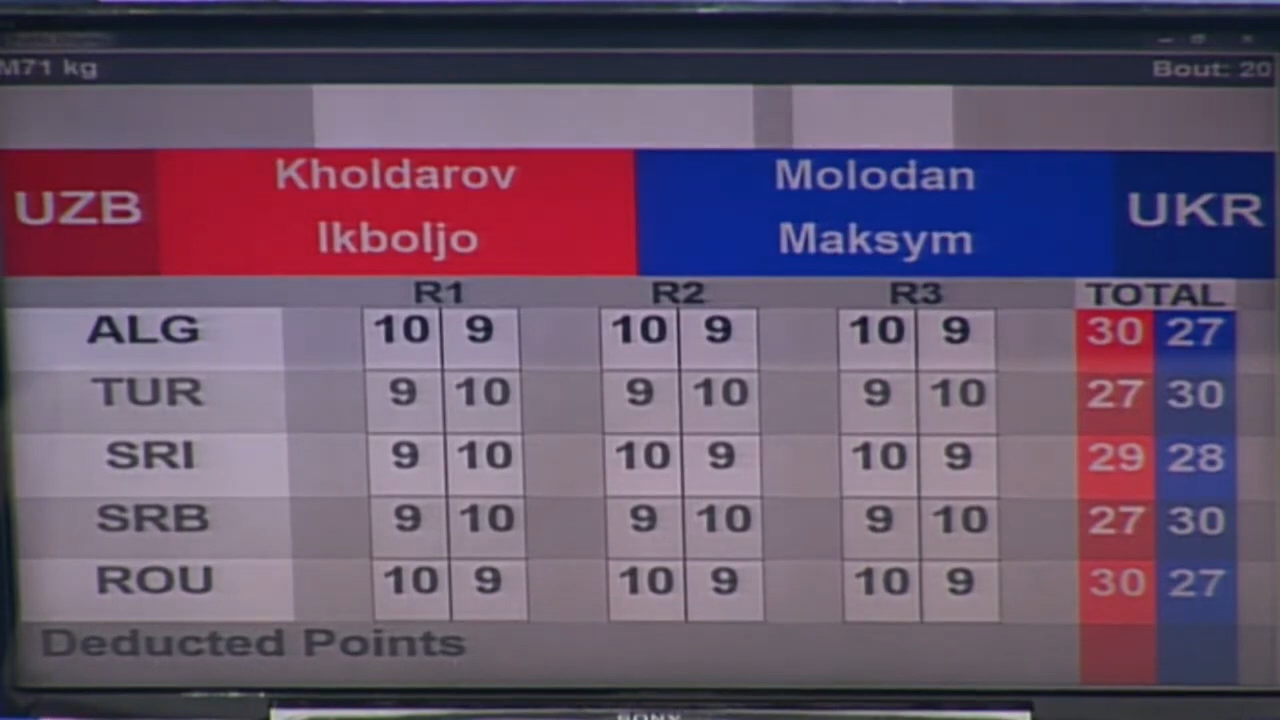 M71 kg Bout: 20
UZB Kholdarov Ikboljo Molodan Maksym UKR
R1 R2 R3 TOTAL
ALG 10 9 10 9 10 9 30 27
TUR 9 10 9 10 9 10 27 30
SRI 9 10 10 9 10 9 29 28
SRB 9 10 9 10 9 10 27 30
ROU 10 9 10 9 10 9 30 27
Deducted Points
SONY